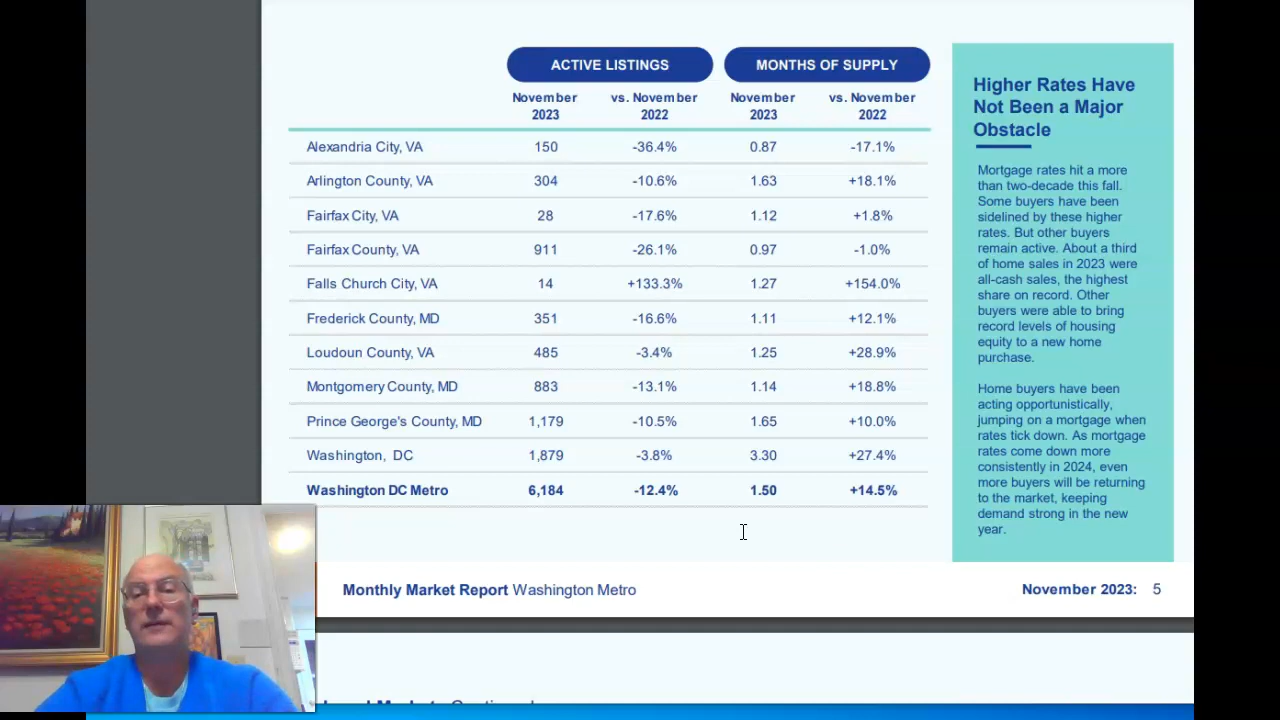 ACTIVE LISTINGS MONTHS OF SUPPLY
November vs. November November vs. November
2023 2022 2023 2022
Alexandria City, VA 150 -36.4% 0.87 -17.1%
Arlington County, VA 304 -10.6% 1.63 +18.1%
Fairfax City, VA 28 -17.6% 1.12 +1.8%
Fairfax County, VA 911 -26.1% 0.97 -1.0%
Falls Church City, VA 14 +133.3% 1.27 +154.0%
Frederick County, MD 351 -16.6% 1.11 +12.1%
Loudoun County, VA 485 -3.4% 1.25 +28.9%
Montgomery County, MD 883 -13.1% 1.14 +18.8%
Prince George's County, MD 1,179 -10.5% 1.65 +10.0%
Washington, DC 1,879 -3.8% 3.30 +27.4%
Washington DC Metro 6,184 -12.4% 1.50 +14.5%
Higher Rates Have
Not Been a Major
Obstacle
Mortgage rates hit a more
than two-decade this fall.
Some buyers have been
sidelined by these higher
rates. But other buyers
remain active. About a third
of home sales in 2023 were
all-cash sales, the highest
share on record. Other
buyers were able to bring
record levels of housing
equity to a new home
purchase.
Home buyers have been
acting opportunistically,
jumping on a mortgage when
rates tick down. As mortgage
rates come down more
consistently in 2024, even
more buyers will be returning
to the market, keeping
demand strong in the new
year.
Monthly Market Report Washington Metro
November 2023: 5